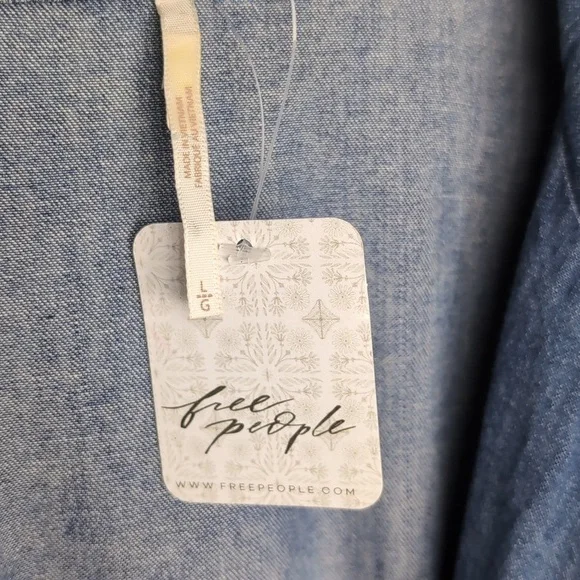 MADE IN VIETNAM
FABRIQUÉ AU VIETNAM
L
G
free
people
WWW.FREEPEOPLE.COM